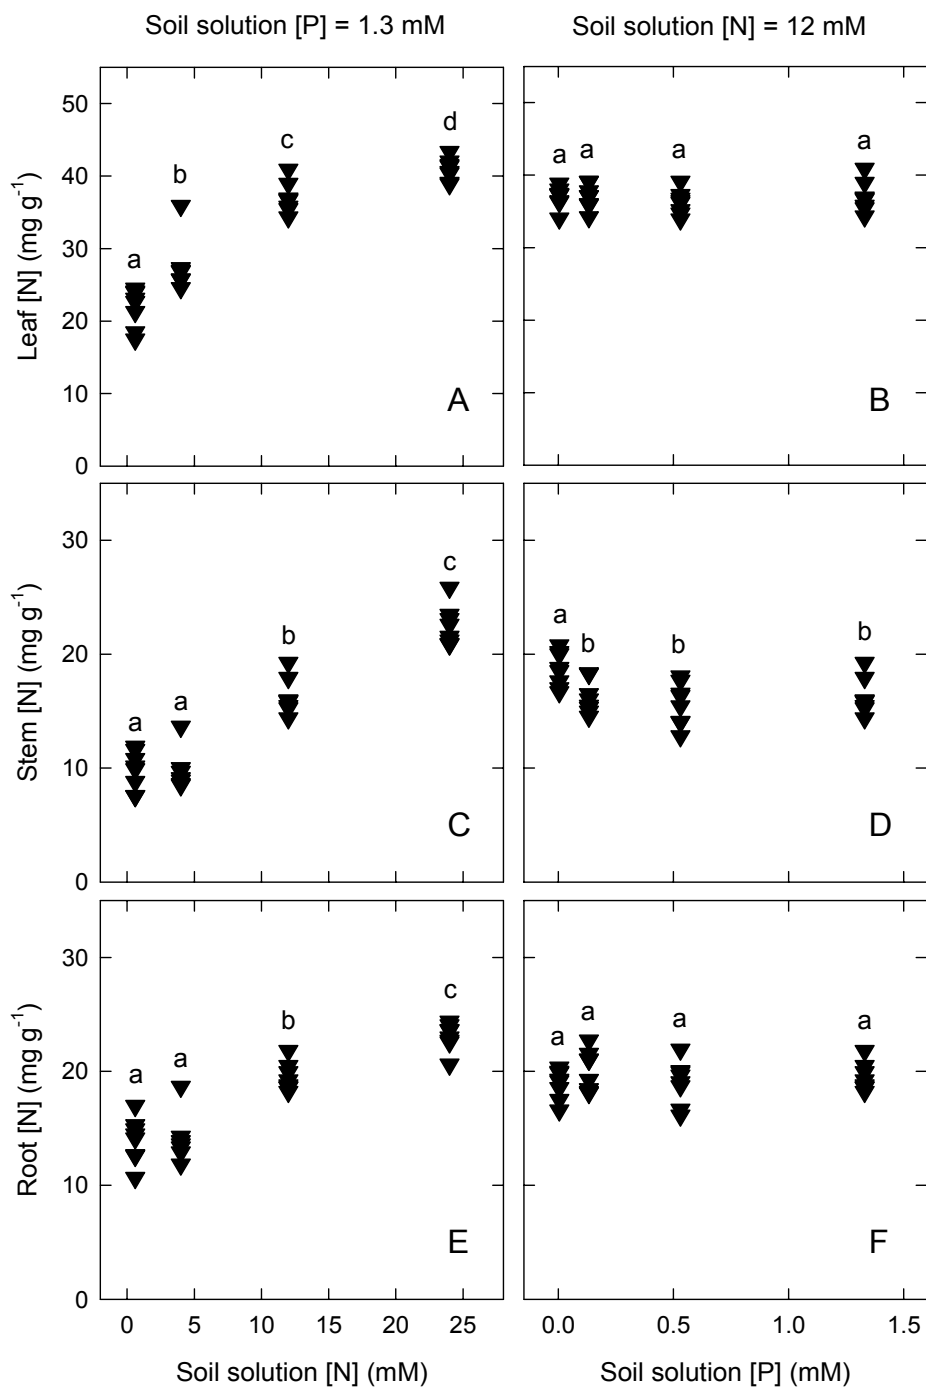 Soil solution [P] = 1.3 mM
Soil solution [N] = 12 mM
Leaf [N] (mg g-1)
50
40
30
20
10
0
a
b
c
d
A
a
a
a
a
B
Stem [N] (mg g-1)
30
20
10
0
a
a
b
c
C
a
b
b
b
D
Root [N] (mg g-1)
30
20
10
0
a
a
b
c
E
a
a
a
a
F
0 5 10 15 20 25
0.0 0.5 1.0 1.5
Soil solution [N] (mM)
Soil solution [P] (mM)